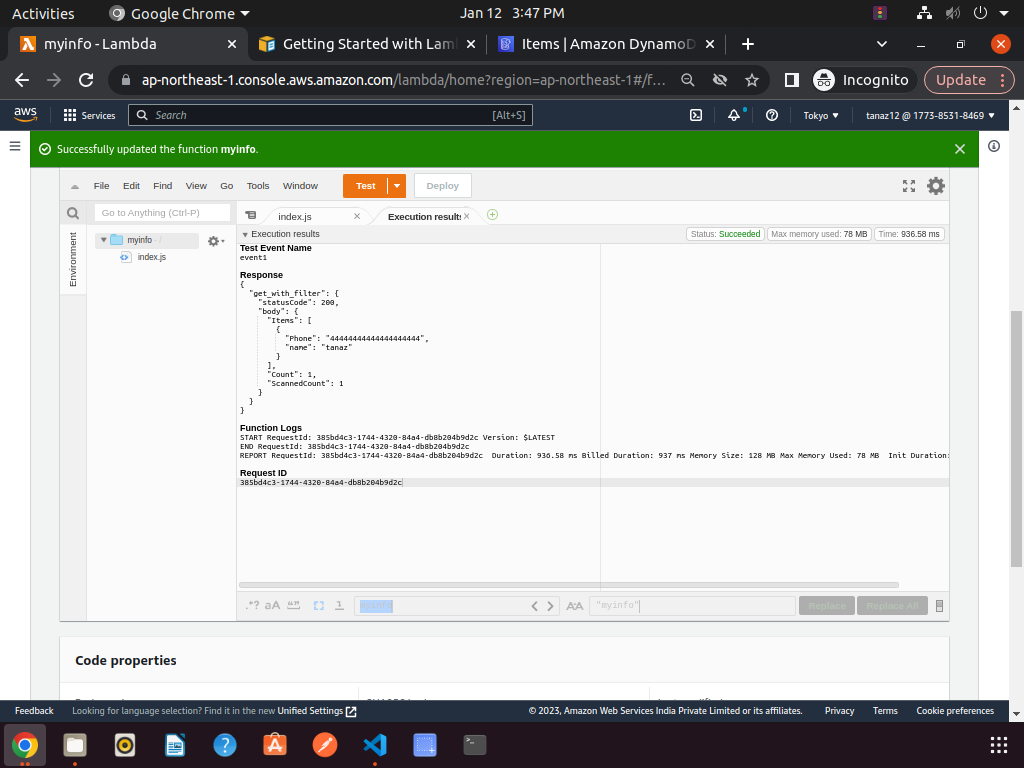 Activities
Google Chrome
Jan 12 3:47 PM
myinfo - Lambda
Getting Started with Lam
Items | Amazon DynamoD
ap-northeast-1.console.aws.amazon.com/lambda/home?region=ap-northeast-1#/f...
Incognito
Update
aws
Services
Search
[Alt+S]
Tokyo
tanaz12 @ 1773-8531-8469
Successfully updated the function myinfo.
File Edit Find View Go Tools Window
Test
Deploy
Go to Anything (Ctrl-P)
index.js
Execution results
Environment
myinfo - /
index.js
Execution results
Status: Succeeded
Max memory used: 78 MB
Time: 936.58 ms
Test Event Name
event1
Response
{
"get_with_filter": {
"statusCode": 200,
"body": {
"Items": [
{
"Phone": "44444444444444444444",
"name": "tanaz"
}
],
"Count": 1,
"ScannedCount": 1
}
}
}
Function Logs
START RequestId: 385bd4c3-1744-4320-84a4-db8b204b9d2c Version: $LATEST
END RequestId: 385bd4c3-1744-4320-84a4-db8b204b9d2c
REPORT RequestId: 385bd4c3-1744-4320-84a4-db8b204b9d2c Duration: 936.58 ms Billed Duration: 937 ms Memory Size: 128 MB Max Memory Used: 78 MB Init Duration:
Request ID
385bd4c3-1744-4320-84a4-db8b204b9d2c
.*? aA
myinfo
"myinfo"
Replace
Replace All
Code properties
Feedback
Looking for language selection? Find it in the new Unified Settings
© 2023, Amazon Web Services India Private Limited or its affiliates.
Privacy
Terms
Cookie preferences